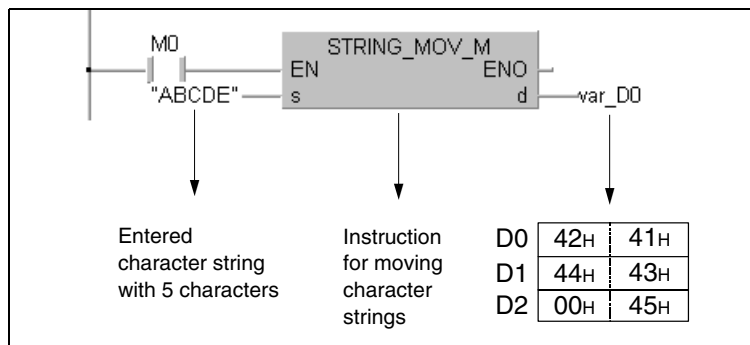 M0
STRING_MOV_M
EN ENO
"ABCDE" s d var_D0
Entered
character string
with 5 characters
Instruction
for moving
character
strings
D0 42H 41H
D1 44H 43H
D2 00H 45H